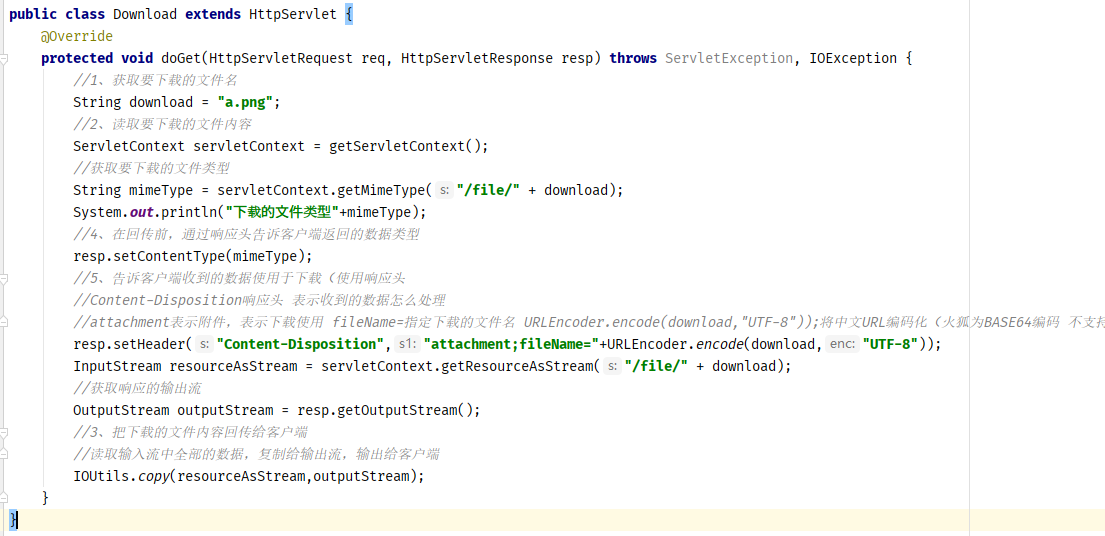 public class Download extends HttpServlet {
@Override
protected void doGet(HttpServletRequest req, HttpServletResponse resp) throws ServletException, IOException {
//1、获取要下载的文件名
String download = "a.png";
//2、读取要下载的文件内容
ServletContext servletContext = getServletContext();
//获取要下载的文件类型
String mimeType = servletContext.getMimeType( s: "/file/" + download);
System.out.println("下载的文件类型"+mimeType);
//4、在回传前，通过响应头告诉客户端返回的数据类型
resp.setContentType(mimeType);
//5、告诉客户端收到的数据使用于下载（使用响应头
//Content-Disposition响应头 表示收到的数据怎么处理
//attachment表示附件，表示下载使用 fileName=指定下载的文件名 URLEncoder.encode(download,"UTF-8"));将中文URL编码化（火狐为BASE64编码 不支持
resp.setHeader( s: "Content-Disposition", s1: "attachment;fileName="+URLEncoder.encode(download, enc: "UTF-8"));
InputStream resourceAsStream = servletContext.getResourceAsStream( s: "/file/" + download);
//获取响应的输出流
OutputStream outputStream = resp.getOutputStream();
//3、把下载的文件内容回传给客户端
//读取输入流中全部的数据，复制给输出流，输出给客户端
IOUtils.copy(resourceAsStream,outputStream);
}
}